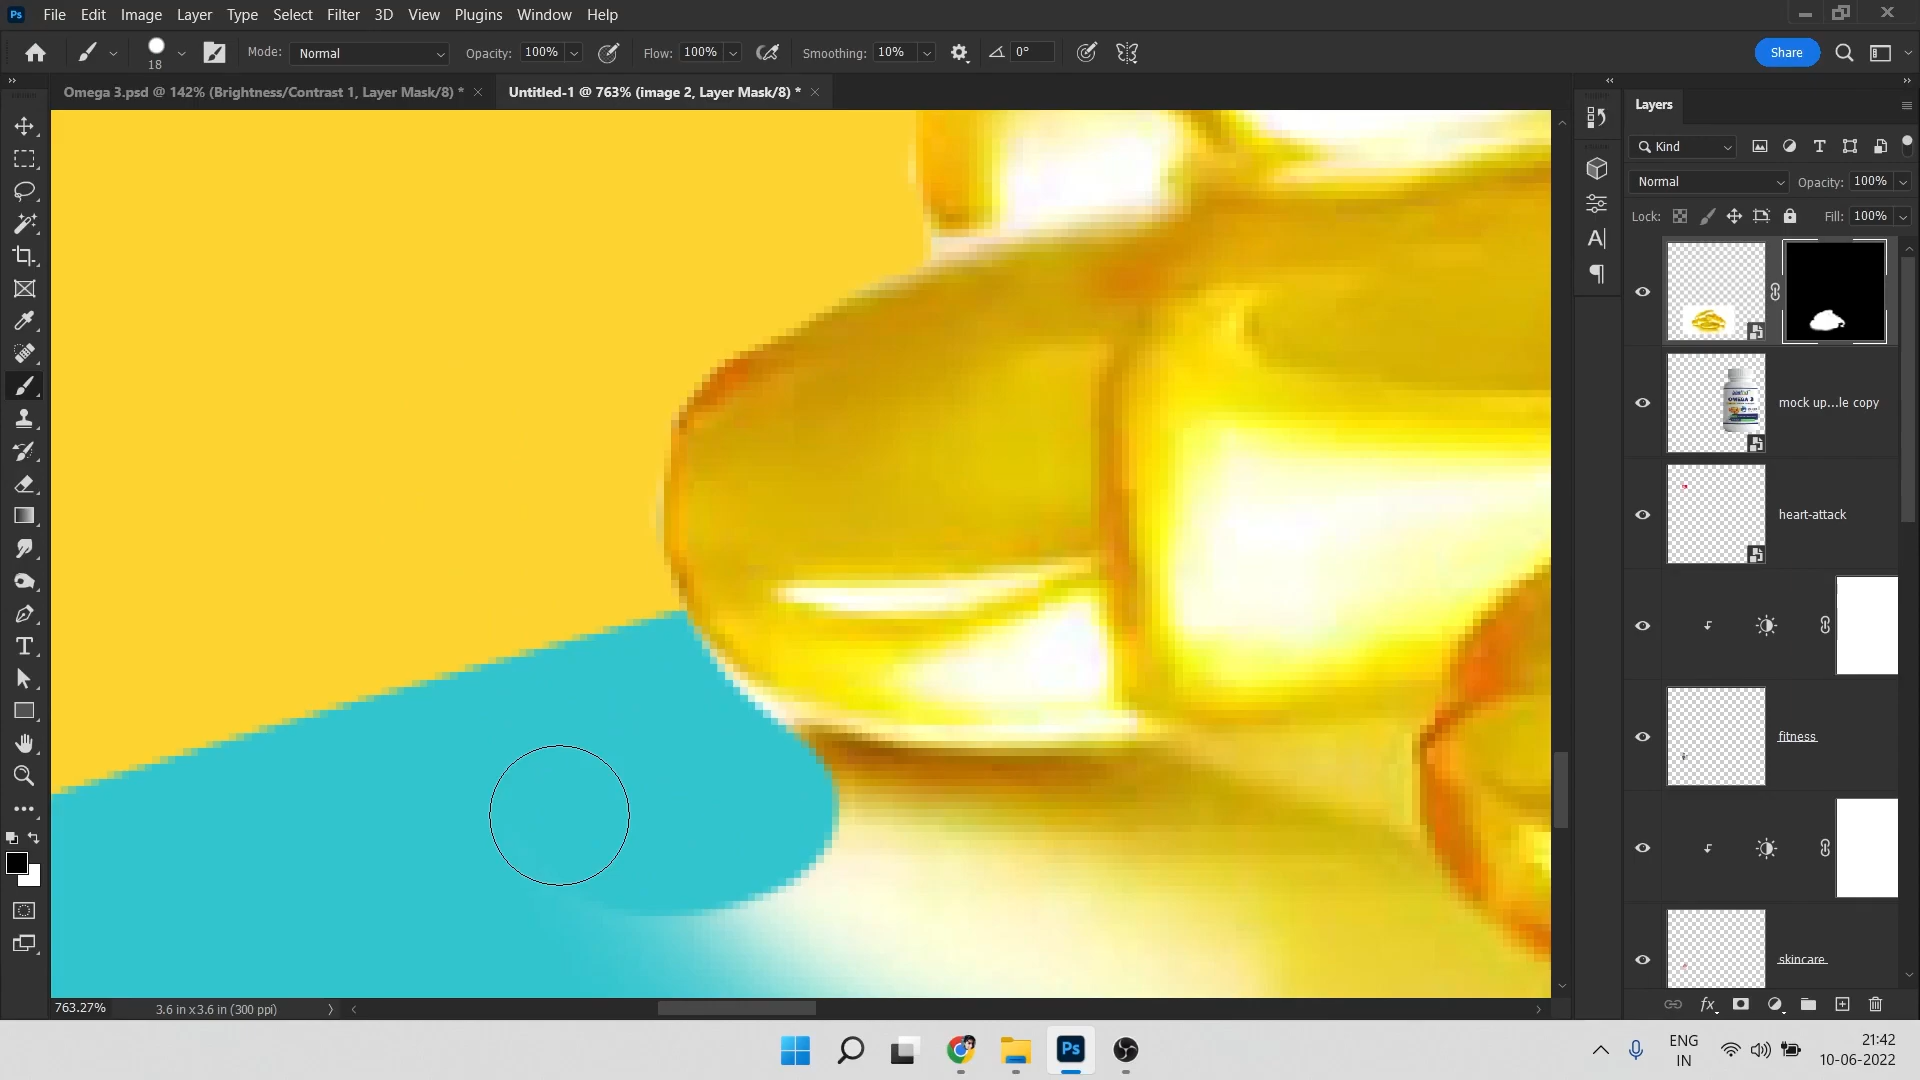 Ps File Edit Image Layer Type Select Filter 3D View Plugins Window Help
18 Mode: Normal Opacity: 100% Flow: 100% Smoothing: 10% 0° Share
Omega 3.psd @ 142% (Brightness/Contrast 1, Layer Mask/8) *
Untitled-1 @ 763% (image 2, Layer Mask/8) *
Layers
Kind
Normal Opacity: 100%
Lock: Fill: 100%
OMEGA 3
mock up...le copy
heart-attack
fitness
skincare
763.27% 3.6 in x 3.6 in (300 ppi)
Ps
ENG
IN
21:42
10-06-2022